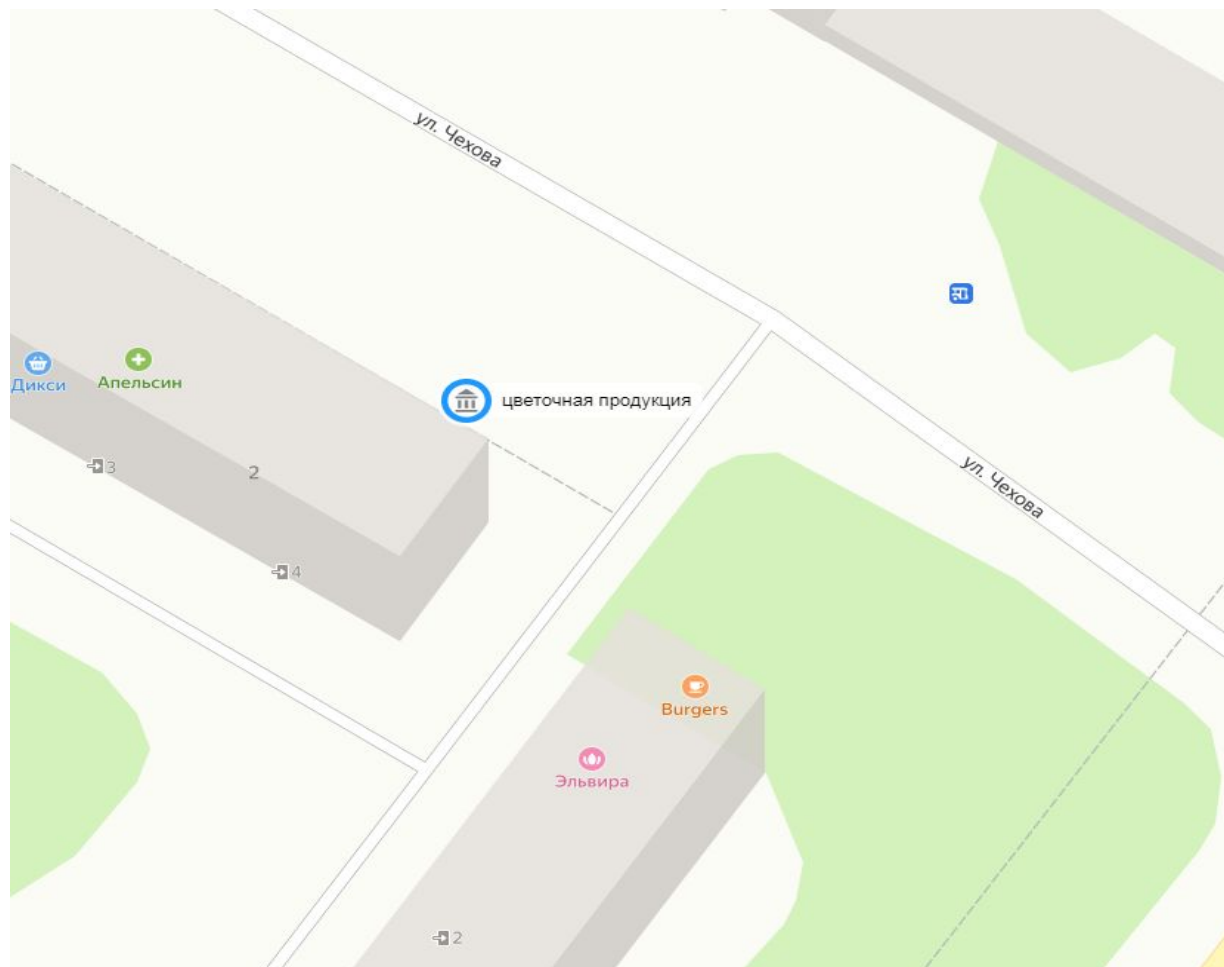 ул. Чехова
Дикси
Апельсин
цветочная продукция
3
2
ул. Чехова
4
Burgers
Эльвира
2